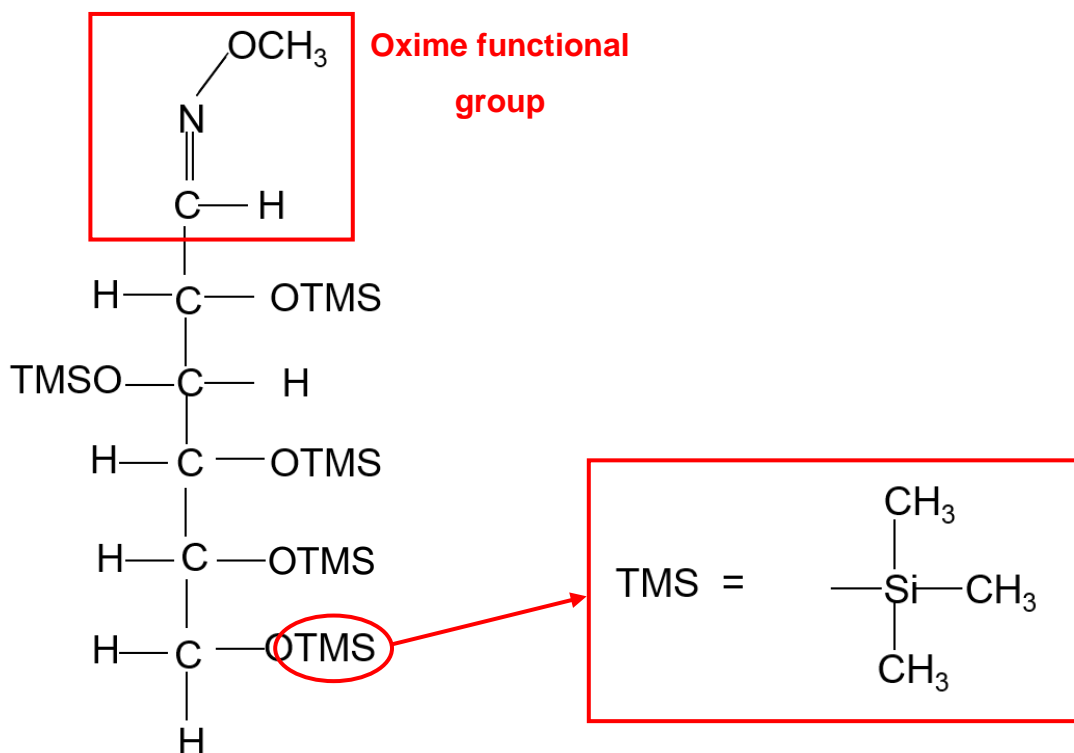 OCH₃
Oxime functional
group
N
C H
H C OTMS
TMSO C H
H C OTMS
H C OTMS
H C OTMS
H
TMS = Si CH₃
CH₃
CH₃